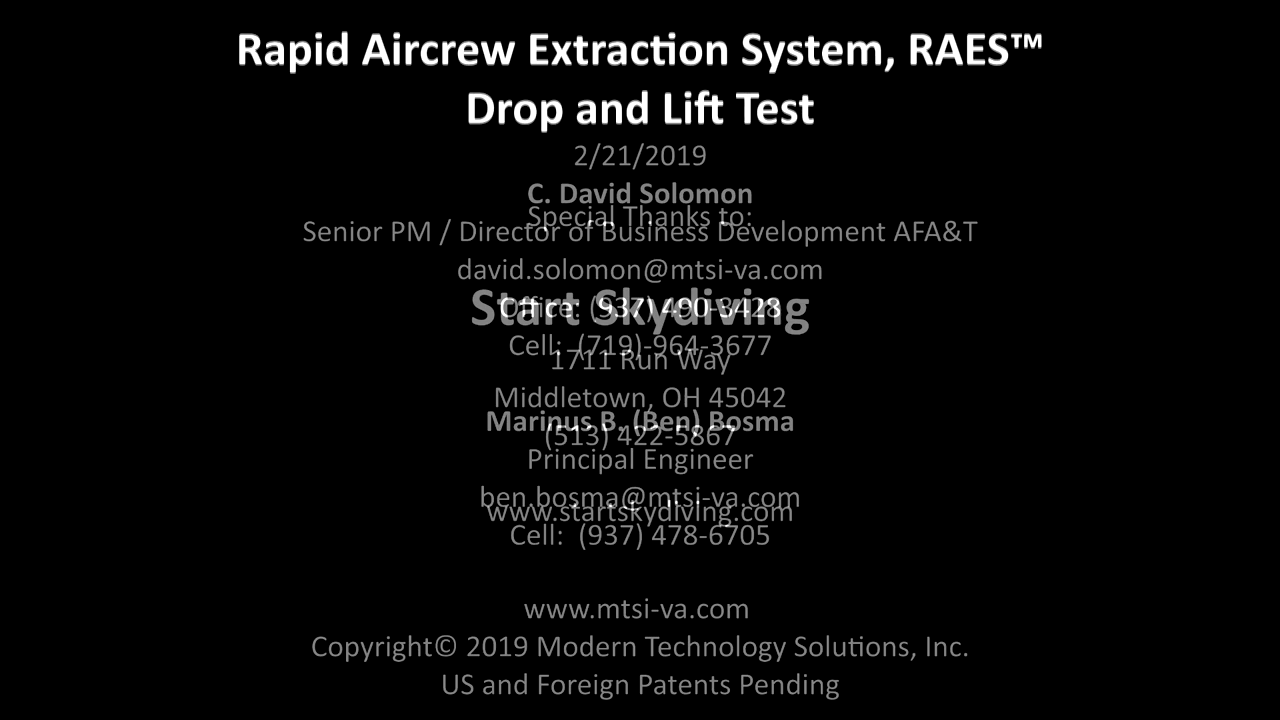 Rapid Aircrew Extraction System, RAES™
Drop and Lift Test
2/21/2019
C. David Solomon
Special Thanks to:
Senior PM / Director of Business Development AFA&T
david.solomon@mtsi-va.com
Start Skydiving
Office: (937) 490-3428
Cell: (719)-964-3677
1711 Run Way
Middletown, OH 45042
Marinus B. (Ben) Bosma
(513) 422-5867
Principal Engineer
ben.bosma@mtsi-va.com
www.startskydiving.com
Cell: (937) 478-6705
www.mtsi-va.com
Copyright© 2019 Modern Technology Solutions, Inc.
US and Foreign Patents Pending